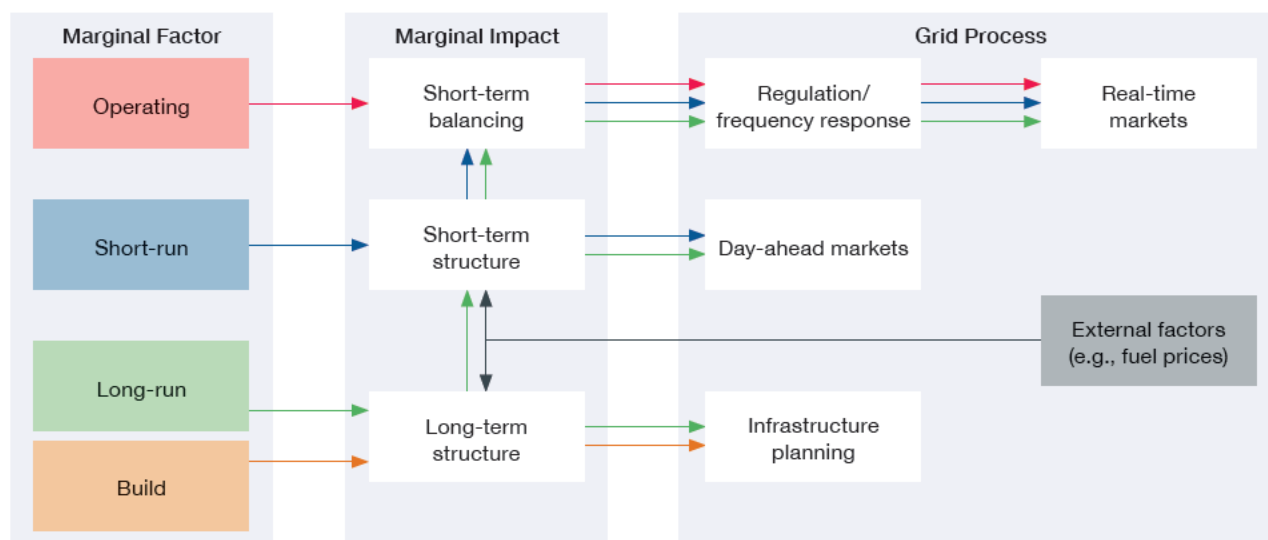 Marginal Factor
Marginal Impact
Grid Process
Operating
Short-term
balancing
Regulation/
frequency response
Real-time
markets
Short-run
Short-term
structure
Day-ahead markets
External factors
(e.g., fuel prices)
Long-run
Long-term
structure
Infrastructure
planning
Build